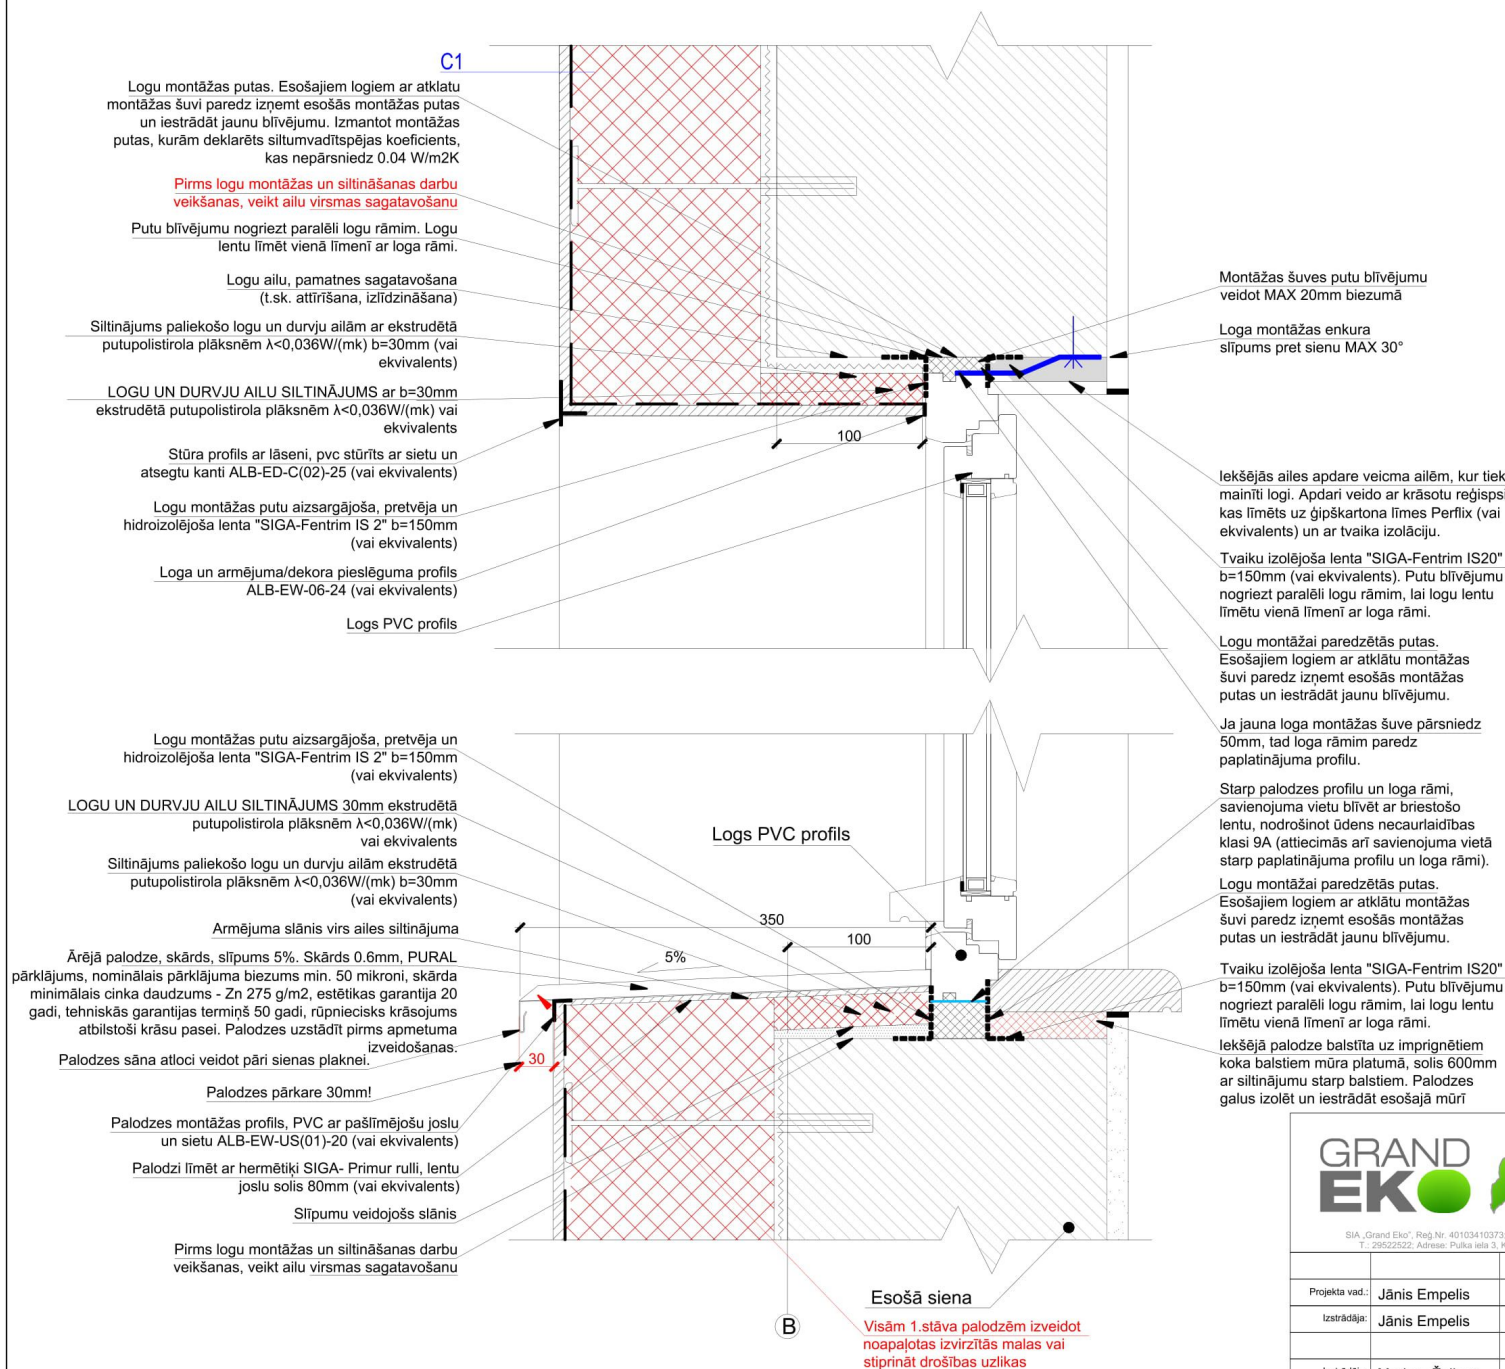 C1
Logu montāžas putas. Esošajiem logiem ar atklatu
montāžas šuvi paredz izņemt esošās montāžas putas
un iestrādāt jaunu blīvējumu. Izmantot montāžas
putas, kurām deklarēts siltumvadītspējas koeficients,
kas nepārsniedz 0.04 W/m2K
Pirms logu montāžas un siltināšanas darbu
veikšanas, veikt ailu virsmas sagatavošanu
Putu blīvējumu nogriezt paralēli logu rāmim. Logu
lentu līmēt vienā līmenī ar loga rāmi.
Logu ailu, pamatnes sagatavošana
(t.sk. attīrīšana, izlīdzināšana)
Siltinājums paliekošo logu un durvju ailām ar ekstrudētā
putupolistirola plāksnēm λ<0,036W/(mk) b=30mm (vai
ekvivalents)
LOGU UN DURVJU AILU SILTINĀJUMS ar b=30mm
ekstrudētā putupolistirola plāksnēm λ<0,036W/(mk) vai
ekvivalents
Stūra profils ar lāseni, pvc stūrīts ar sietu un
atsegtu kanti ALB-ED-C(02)-25 (vai ekvivalents)
Logu montāžas putu aizsargājoša, pretvēja un
hidroizolējoša lenta "SIGA-Fentrim IS 2" b=150mm
(vai ekvivalents)
Loga un armējuma/dekora pieslēguma profils
ALB-EW-06-24 (vai ekvivalents)
Logs PVC profils
100
Montāžas šuves putu blīvējumu
veidot MAX 20mm biezumā
Loga montāžas enkura
slīpums pret sienu MAX 30°
Iekšējās ailes apdare veicma ailēm, kur tiek
mainīti logi. Apdari veido ar krāsotu reģispsi
kas līmēts uz ģipškartona līmes Perflix (vai
ekvivalents) un ar tvaika izolāciju.
Tvaiku izolējoša lenta "SIGA-Fentrim IS20"
b=150mm (vai ekvivalents). Putu blīvējumu
nogriezt paralēli logu rāmim, lai logu lentu
līmētu vienā līmenī ar loga rāmi.
Logu montāžai paredzētās putas.
Esošajiem logiem ar atklātu montāžas
šuvi paredz izņemt esošās montāžas
putas un iestrādāt jaunu blīvējumu.
Ja jauna loga montāžas šuve pārsniedz
50mm, tad loga rāmim paredz
paplatinājuma profilu.
Starp palodzes profilu un loga rāmi,
savienojuma vietu blīvēt ar briestošo
lentu, nodrošinot ūdens necaurlaidības
klasi 9A (attiecimās arī savienojuma vietā
starp paplatinājuma profilu un loga rāmi).
Logu montāžai paredzētās putas.
Esošajiem logiem ar atklātu montāžas
šuvi paredz izņemt esošās montāžas
putas un iestrādāt jaunu blīvējumu.
Tvaiku izolējoša lenta "SIGA-Fentrim IS20"
b=150mm (vai ekvivalents). Putu blīvējumu
nogriezt paralēli logu rāmim, lai logu lentu
līmētu vienā līmenī ar loga rāmi.
Iekšējā palodze balstīta uz imprignētiem
koka balstiem mūra platumā, solis 600mm
ar siltinājumu starp balstiem. Palodzes
galus izolēt un iestrādāt esošajā mūrī
Logu montāžas putu aizsargājoša, pretvēja un
hidroizolējoša lenta "SIGA-Fentrim IS 2" b=150mm
(vai ekvivalents)
LOGU UN DURVJU AILU SILTINĀJUMS 30mm ekstrudētā
putupolistirola plāksnēm λ<0,036W/(mk)
vai ekvivalents
Siltinājums paliekošo logu un durvju ailām ekstrudētā
putupolistirola plāksnēm λ<0,036W/(mk) b=30mm
(vai ekvivalents)
Armējuma slānis virs ailes siltinājuma
Ārējā palodze, skārds, slīpums 5%. Skārds 0.6mm, PURAL
pārklājums, nominālais pārklājuma biezums min. 50 mikroni, skārda
minimālais cinka daudzums - Zn 275 g/m2, estētikas garantija 20
gadi, tehniskās garantijas termiņš 50 gadi, rūpniecisks krāsojums
atbilstoši krāsu pasei. Palodzes uzstādīt pirms apmetuma
izveidošanas.
Palodzes sāna atloci veidot pāri sienas plaknei.
Palodzes pārkare 30mm!
Palodzes montāžas profils, PVC ar pašlīmējošu joslu
un sietu ALB-EW-US(01)-20 (vai ekvivalents)
Palodzi līmēt ar hermētiķi SIGA- Primur rulli, lentu
joslu solis 80mm (vai ekvivalents)
Slīpumu veidojošs slānis
Pirms logu montāžas un siltināšanas darbu
veikšanas, veikt ailu virsmas sagatavošanu
Logs PVC profils
350
100
5%
30
Esošā siena
B
Visām 1.stāva palodzēm izveidot
noapaļotas izvirzītās malas vai
stiprināt drošības uzlikas
GRAND
EKO
SIA „Grand Eko", Reģ.Nr. 40103410373;
T.: 29522522; Adrese: Pulka iela 3, K
Projekta vad.: Jānis Empelis
Izstrādāja: Jānis Empelis